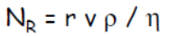 N_R = r v ρ / η